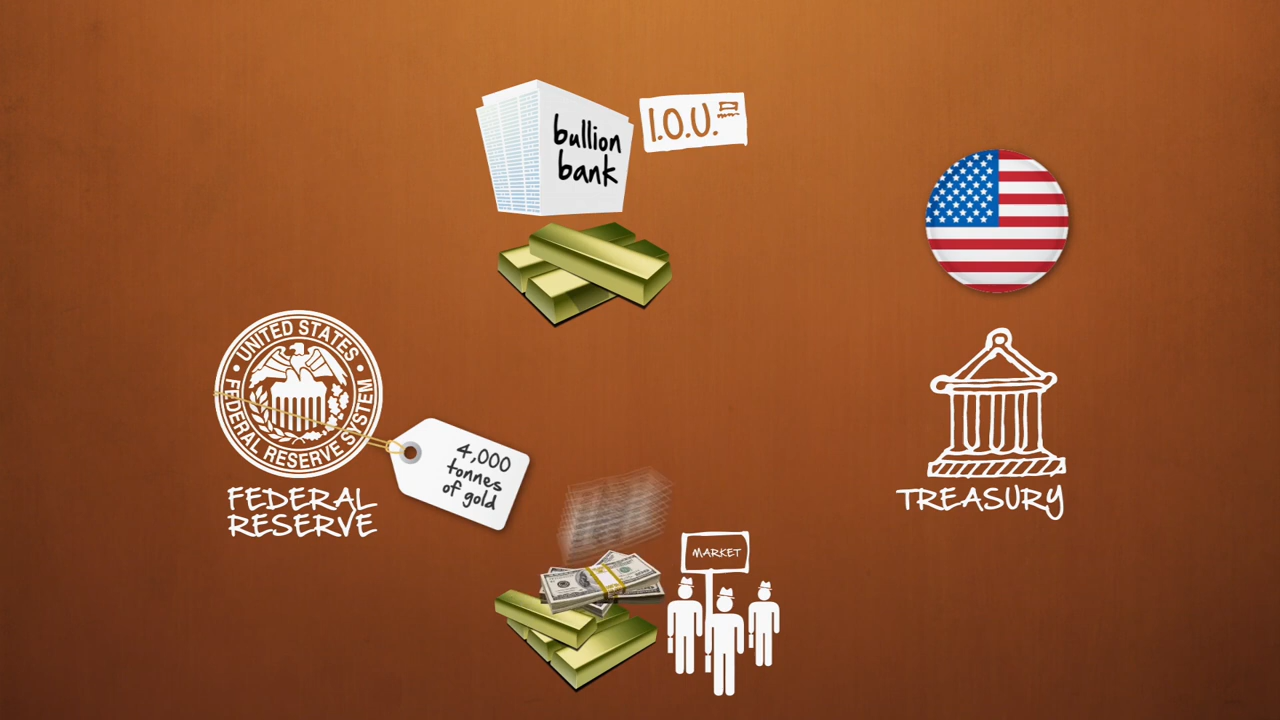 bullion
bank
I.O.U.
UNITED STATES
FEDERAL RESERVE SYSTEM
FEDERAL
RESERVE
4,000
tonnes
of gold
TREASURY
MARKET